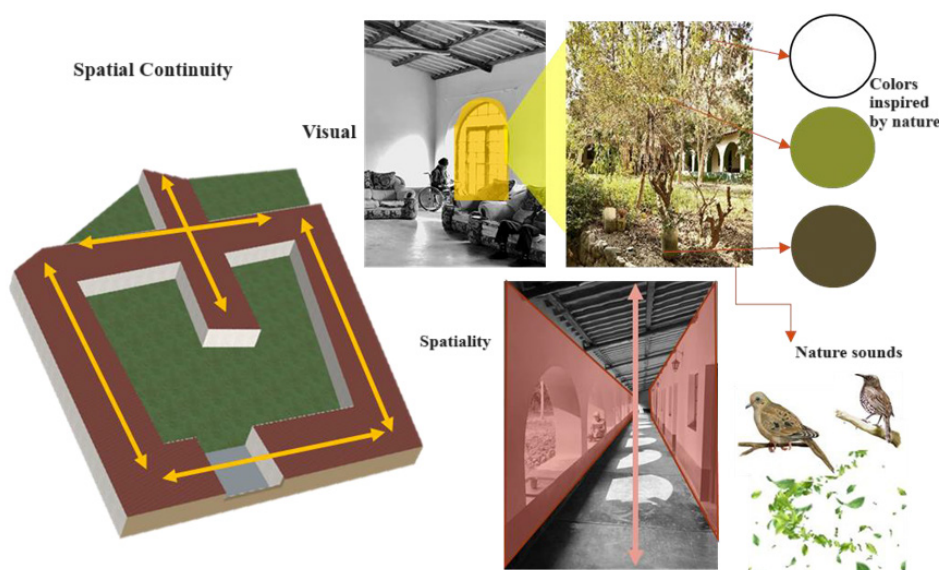 Spatial Continuity
Visual
Colors
inspired
by nature
Spatiality
Nature sounds